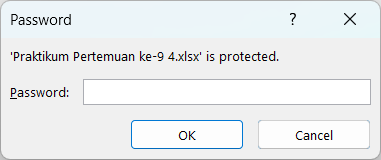 Password
?
'Praktikum Pertemuan ke-9 4.xlsx' is protected.
Password:
OK Cancel